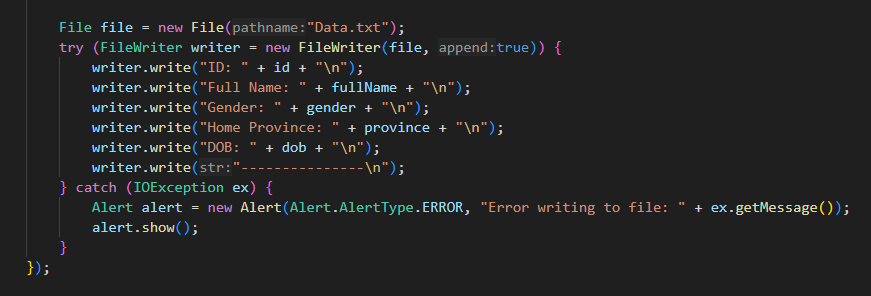 File file = new File(pathname:"Data.txt");
try (FileWriter writer = new FileWriter(file, append:true)) {
writer.write("ID: " + id + "\n");
writer.write("Full Name: " + fullName + "\n");
writer.write("Gender: " + gender + "\n");
writer.write("Home Province: " + province + "\n");
writer.write("DOB: " + dob + "\n");
writer.write(str:"---------------\n");
} catch (IOException ex) {
Alert alert = new Alert(Alert.AlertType.ERROR, "Error writing to file: " + ex.getMessage());
alert.show();
}
});